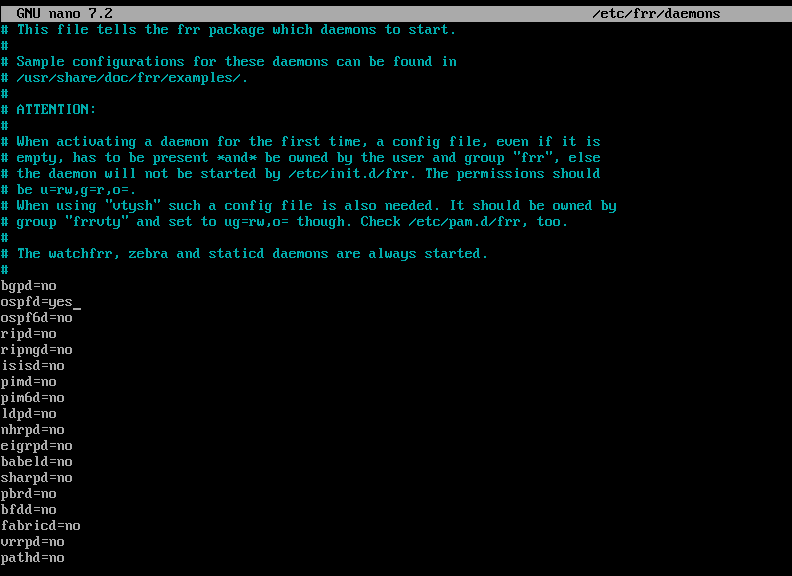 GNU nano 7.2 /etc/frr/daemons
# This file tells the frr package which daemons to start.
#
# Sample configurations for these daemons can be found in
# /usr/share/doc/frr/examples/.
#
# ATTENTION:
#
# When activating a daemon for the first time, a config file, even if it is
# empty, has to be present *and* be owned by the user and group "frr", else
# the daemon will not be started by /etc/init.d/frr. The permissions should
# be u=rw,g=r,o=.
# When using "vtysh" such a config file is also needed. It should be owned by
# group "frrvty" and set to ug=rw,o= though. Check /etc/pam.d/frr, too.
#
# The watchfrr, zebra and staticd daemons are always started.
#
bgpd=no
ospfd=yes_
ospf6d=no
ripd=no
ripngd=no
isisd=no
pimd=no
pim6d=no
ldpd=no
nhrpd=no
eigrpd=no
babeld=no
sharpd=no
pbrd=no
bfdd=no
fabricd=no
vrrpd=no
pathd=no